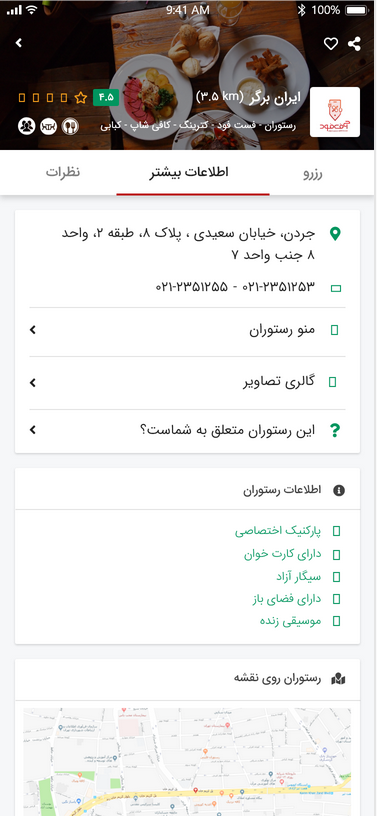 9:41 AM
100%
ایران برگر (۳.۵ km)
۴.۵
رستوران - فست فود - کترینگ - کافی شاپ - کبابی
رزرو
اطلاعات بیشتر
نظرات
جردن، خیابان سعیدی ، پلاک ۸، طبقه ۲، واحد
۸ جنب واحد ۷
۰۲۱-۲۳۵۱۲۵۳ - ۰۲۱-۲۳۵۱۲۵۵
منو رستوران
گالری تصاویر
این رستوران متعلق به شماست؟
اطلاعات رستوران
پارکنیک اختصاصی
دارای کارت خوان
سیگار آزاد
دارای فضای باز
موسیقی زنده
رستوران روی نقشه